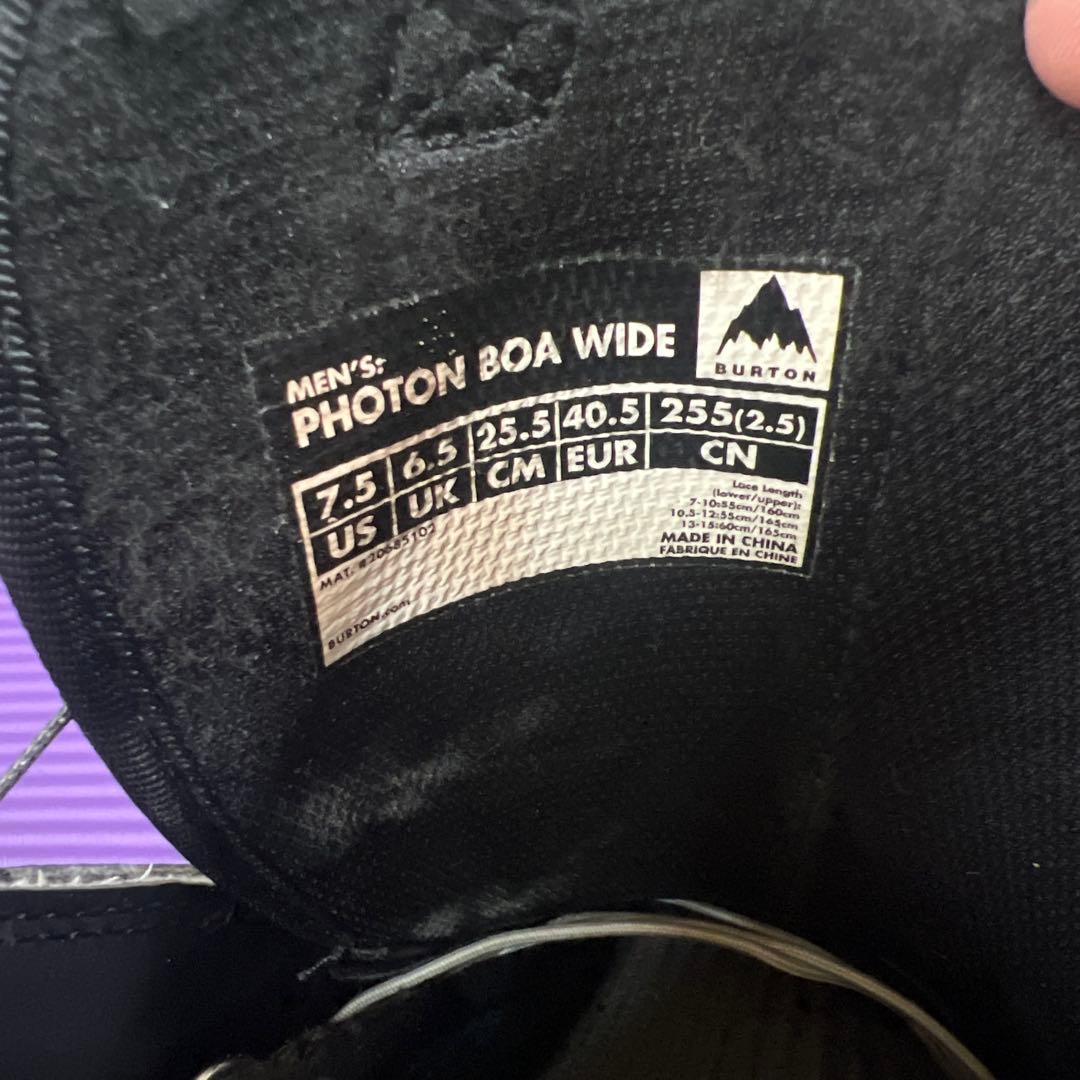 MEN'S:
PHOTON BOA WIDE
BURTON
7.5 6.5 25.5 40.5 255(2.5)
US UK CM EUR CN
Lace Length
(lower/upper):
7-10:55cm/160cm
10.5-12:55cm/165cm
13-15:60cm/165cm
MADE IN CHINA
FABRIQUE EN CHINE
MAT.
BURTON.com